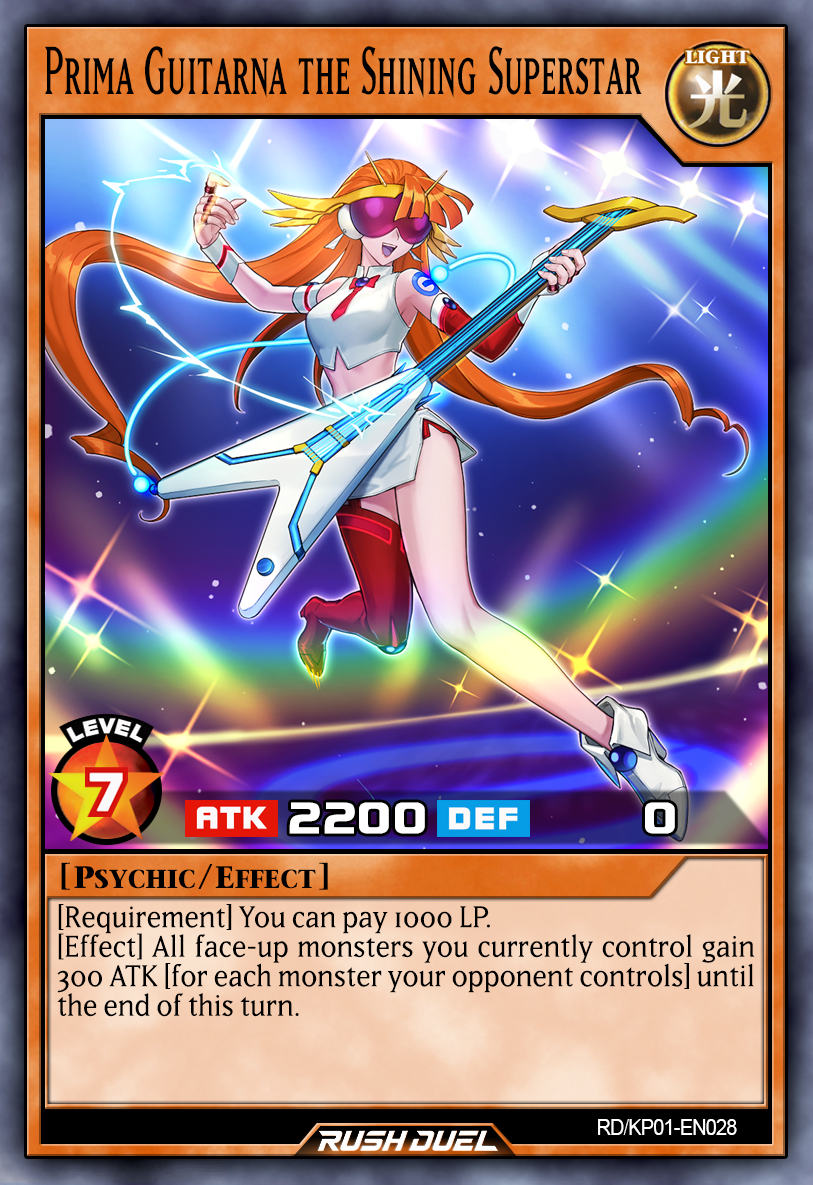 Prima Guitarna the Shining Superstar
LIGHT
光
LEVEL
7
ATK 2200 DEF 0
[Psychic/Effect]
[Requirement] You can pay 1000 LP.
[Effect] All face-up monsters you currently control gain
300 ATK [for each monster your opponent controls] until
the end of this turn.
RD/KP01-EN028
RUSH DUEL